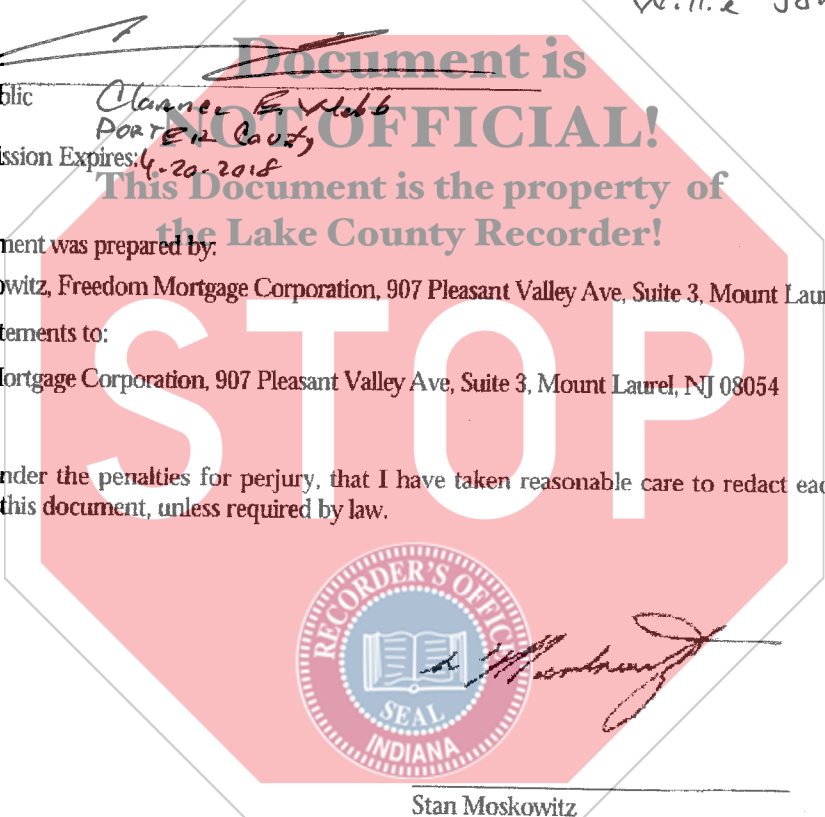 Willie
Document is
blic Clarence E Webb
NOT OFFICIAL!
PORTER County
ission Expires: 4-20-2018
This Document is the property of
the Lake County Recorder!
ment was prepared by:
owitz, Freedom Mortgage Corporation, 907 Pleasant Valley Ave, Suite 3, Mount Laur
tements to:
ortgage Corporation, 907 Pleasant Valley Ave, Suite 3, Mount Laurel, NJ 08054
STOP
nder the penalties for perjury, that I have taken reasonable care to redact eac
this document, unless required by law.
RECORDER'S OFFICE
SEAL
INDIANA
Stan Moskowitz